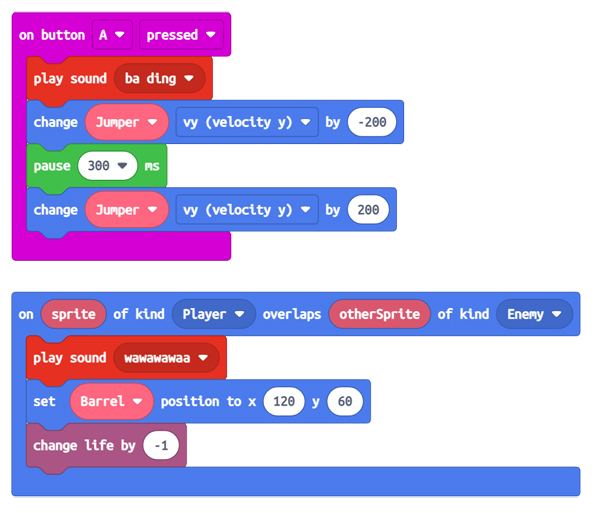 on button A pressed
play sound ba ding
change Jumper vy (velocity y) by -200
pause 300 ms
change Jumper vy (velocity y) by 200
on sprite of kind Player overlaps otherSprite of kind Enemy
play sound wawawawaa
set Barrel position to x 120 y 60
change life by -1